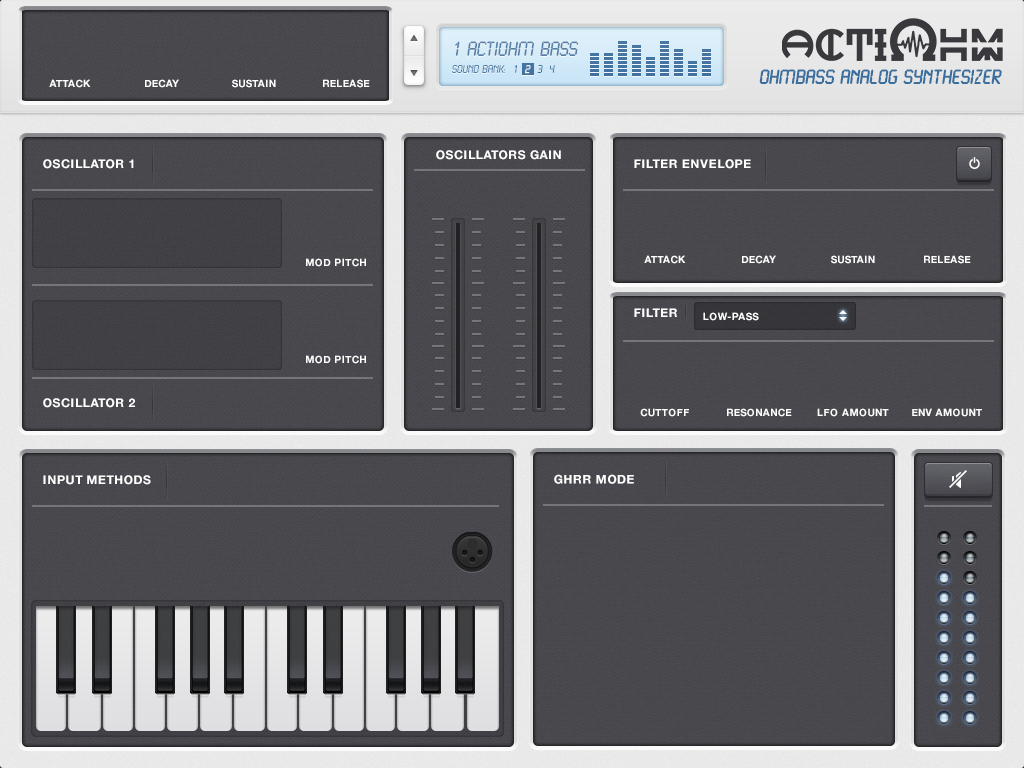 ATTACK DECAY SUSTAIN RELEASE
1 ACTIOHM BASS
SOUND BANK: 1 2 3 4
ACTIΩHM
OHMBASS ANALOG SYNTHESIZER
OSCILLATOR 1
MOD PITCH
MOD PITCH
OSCILLATOR 2
OSCILLATORS GAIN
FILTER ENVELOPE
ATTACK DECAY SUSTAIN RELEASE
FILTER LOW-PASS
CUTTOFF RESONANCE LFO AMOUNT ENV AMOUNT
INPUT METHODS
GHRR MODE